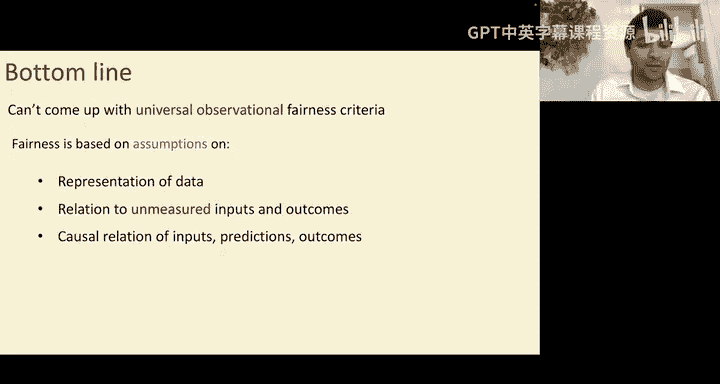 GPT中英字幕课程资源 bilibili
Bottom line
Can't come up with universal observational fairness criteria
Fairness is based on assumptions on:
• Representation of data
• Relation to unmeasured inputs and outcomes
• Causal relation of inputs, predictions, outcomes